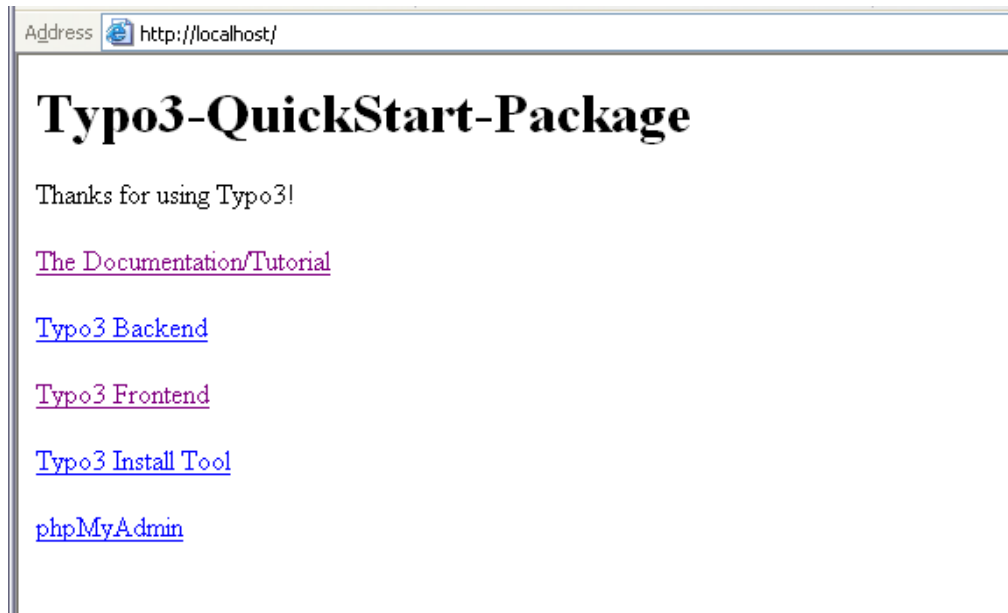 Address http://localhost/
Typo3-QuickStart-Package
Thanks for using Typo3!
The Documentation/Tutorial
Typo3 Backend
Typo3 Frontend
Typo3 Install Tool
phpMyAdmin